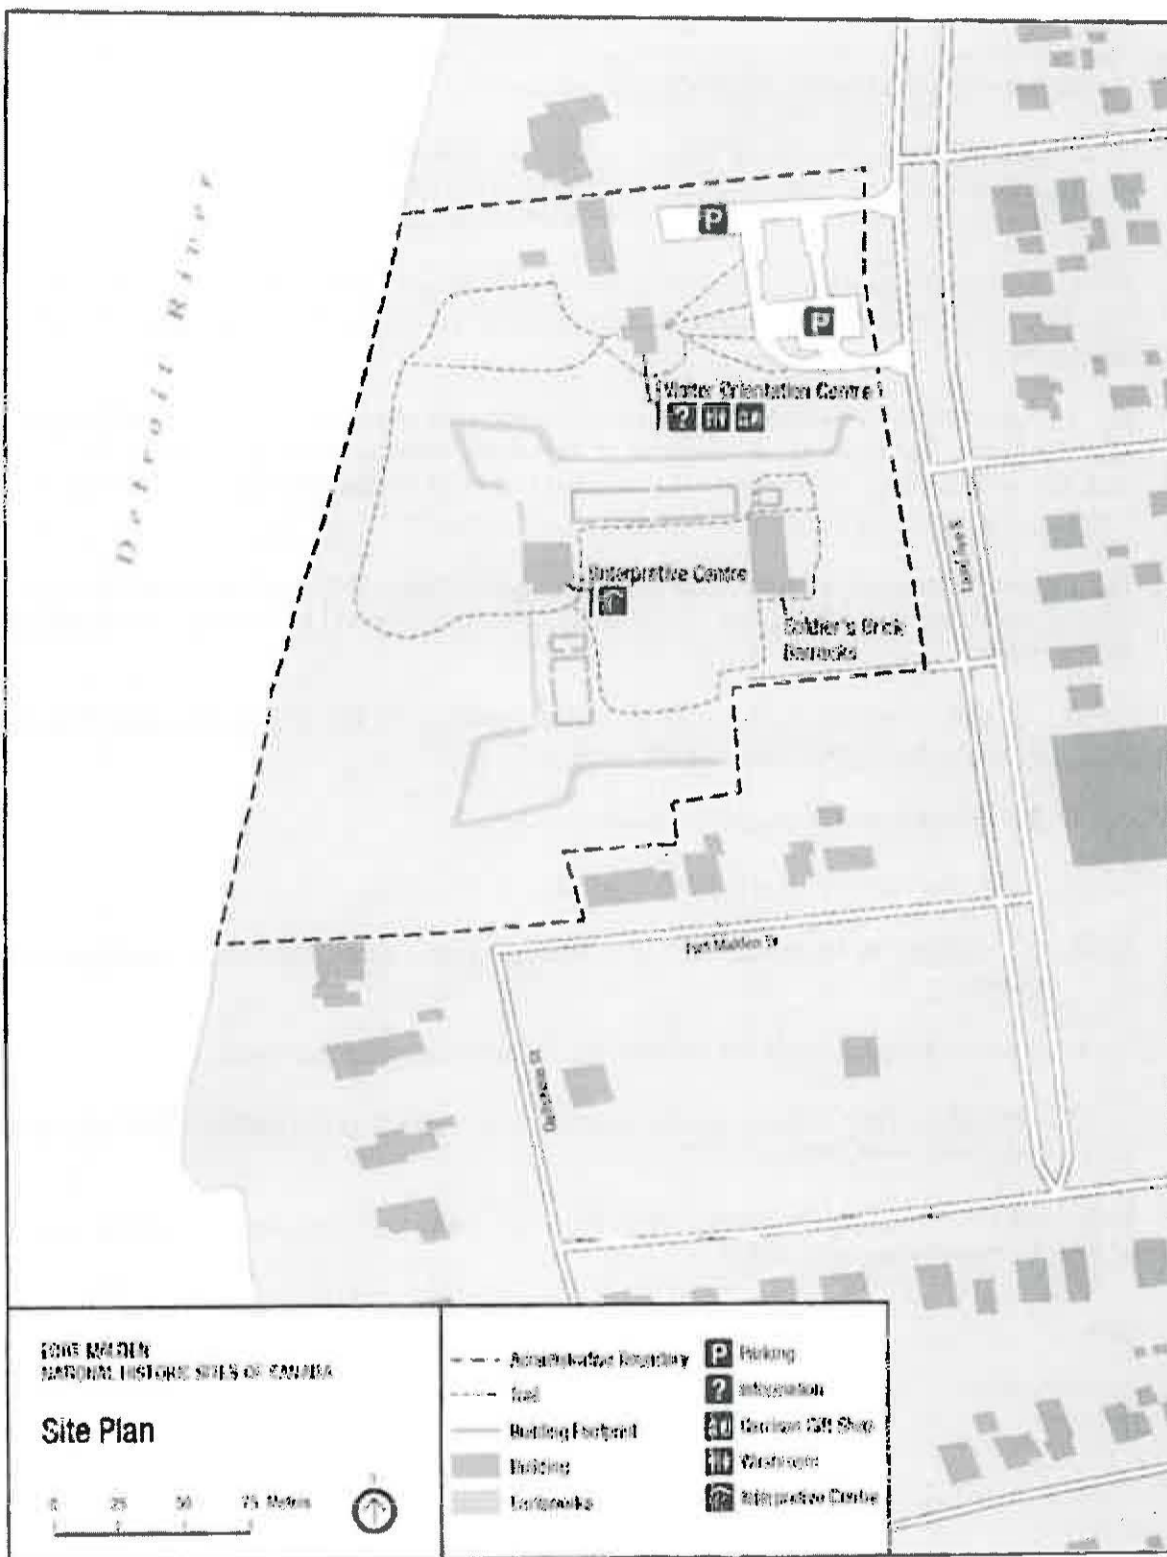 Detroit River
P
P
Visitor Orientation Centre
?
Interpretive Centre
Soldier's Brick
Barracks
Fort Malden Dr
FORT MALDEN
NATIONAL HISTORIC SITES OF CANADA
Site Plan
0 25 50 75 Metres
Administrative Boundary
Trail
Building Footprint
Building
Earthworks
P Parking
? Information
Garrison Gift Shop
Washroom
Interpretive Centre